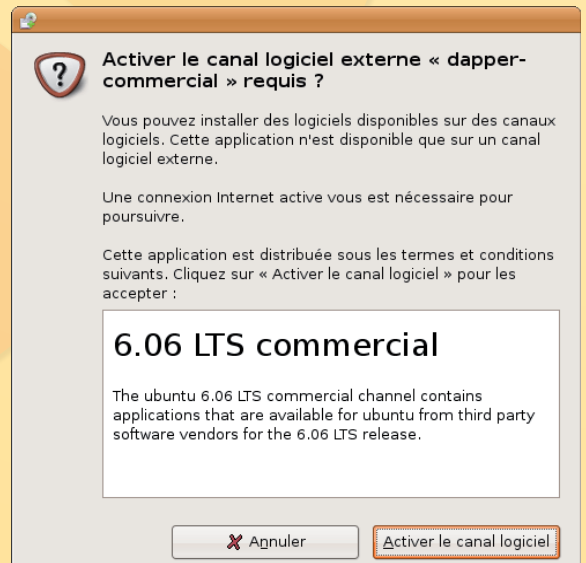 Activer le canal logiciel externe « dapper-
commercial » requis ?
Vous pouvez installer des logiciels disponibles sur des canaux
logiciels. Cette application n'est disponible que sur un canal
logiciel externe.
Une connexion Internet active vous est nécessaire pour
poursuivre.
Cette application est distribuée sous les termes et conditions
suivants. Cliquez sur « Activer le canal logiciel » pour les
accepter :
6.06 LTS commercial
The ubuntu 6.06 LTS commercial channel contains
applications that are available for ubuntu from third party
software vendors for the 6.06 LTS release.
Annuler
Activer le canal logiciel